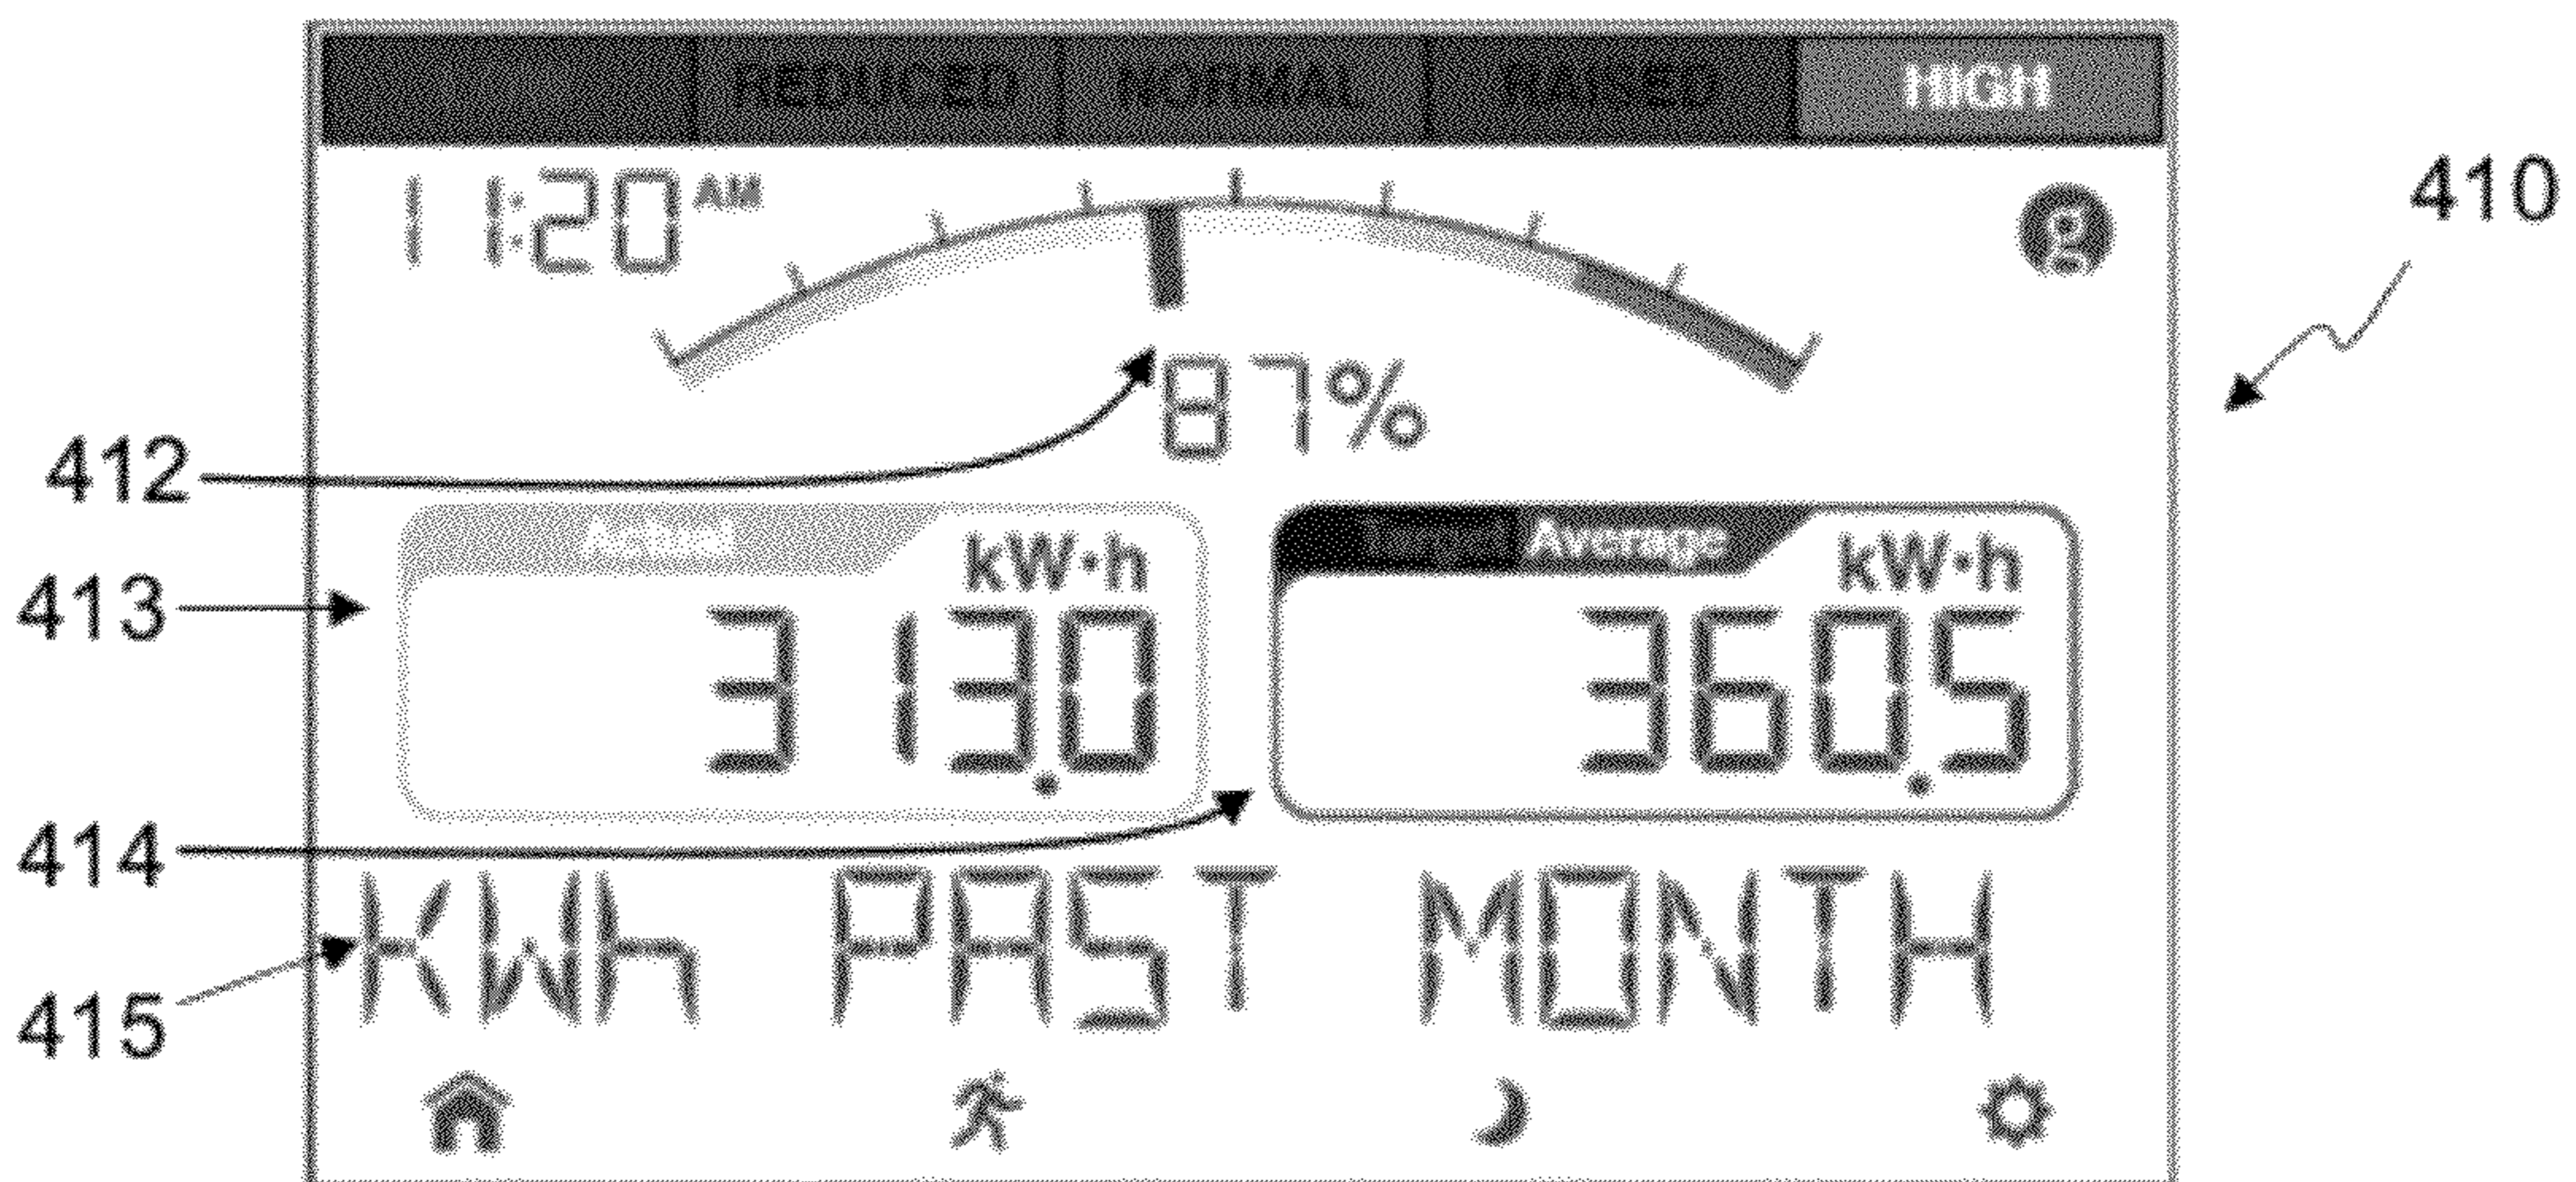 REDUCED NORMAL RAISED HIGH
11:20 AM
g
410
87%
412
Actual kW·h
Average kW·h
413
313.0
360.5
414
KWh PAST MONTH
415